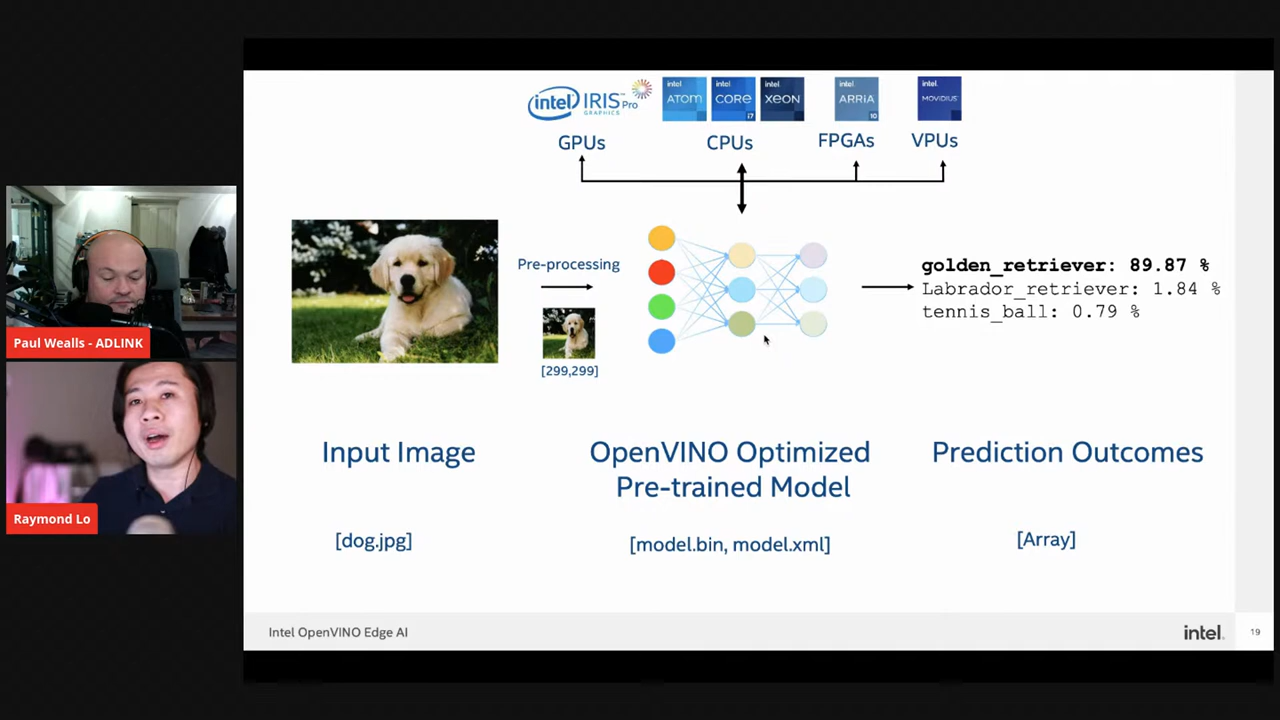 intel IRIS Pro
GRAPHICS
intel ATOM
intel CORE i7
intel XEON
intel ARRIA 10
intel MOVIDIUS
GPUs
CPUs
FPGAs
VPUs
Pre-processing
[299,299]
golden_retriever: 89.87 %
Labrador_retriever: 1.84 %
tennis_ball: 0.79 %
Paul Wealls - ADLINK
Raymond Lo
Input Image
OpenVINO Optimized
Pre-trained Model
Prediction Outcomes
[dog.jpg]
[model.bin, model.xml]
[Array]
Intel OpenVINO Edge AI
intel.
19